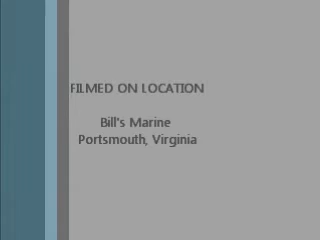 FILMED ON LOCATION
Bill's Marine
Portsmouth, Virginia